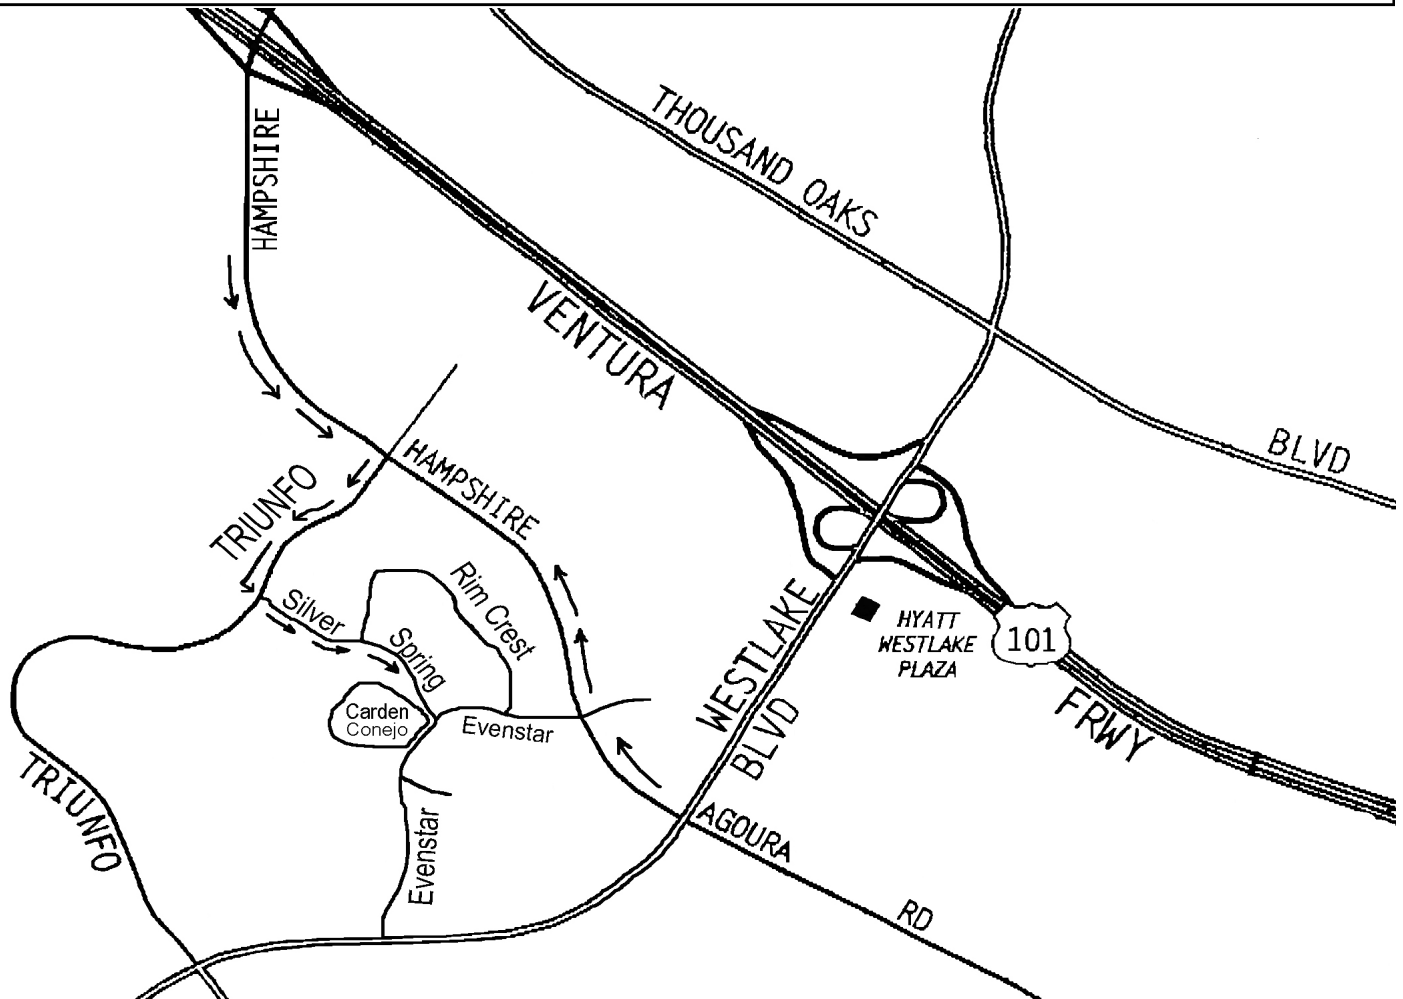 HAMPSHIRE
THOUSAND OAKS
BLVD
VENTURA
HAMPSHIRE
TRIUNFO
Silver
Spring
Rim Crest
Carden
Conejo
Evenstar
Evenstar
WESTLAKE
BLVD
HYATT
WESTLAKE
PLAZA
101
FRWY
AGOURA
RD
TRIUNFO